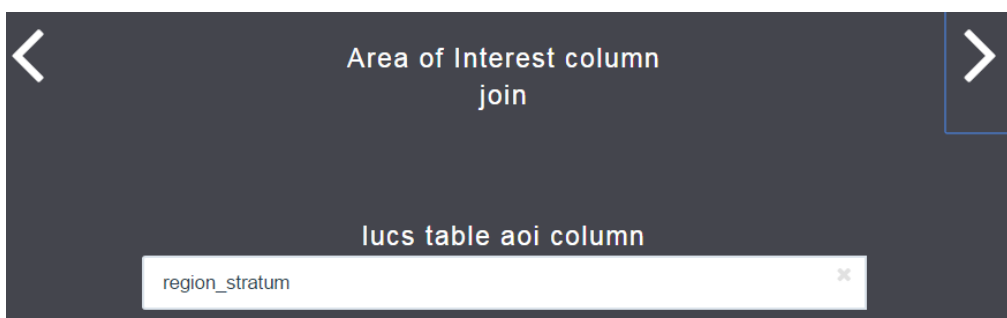 Area of Interest column
join
lucs table aoi column
region_stratum